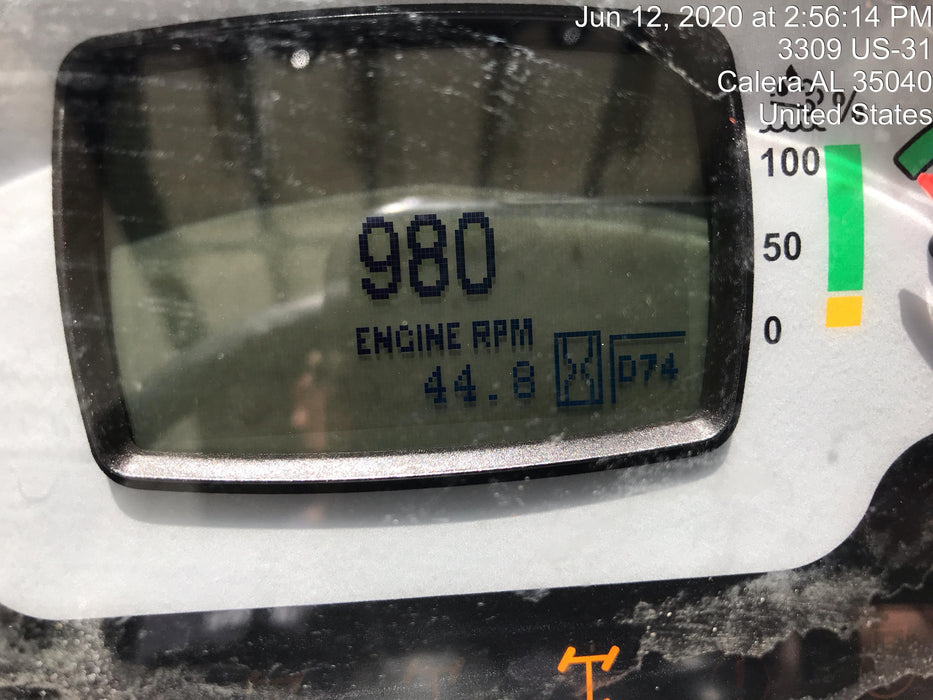 Jun 12, 2020 at 2:56:14 PM
3309 US-31
Calera AL 35040
United States
%
100
50
0
980
ENGINE RPM
44.8
D74